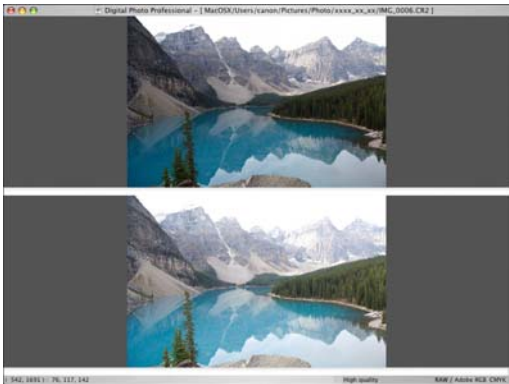 Digital Photo Professional – [ MacOSX/Users/canon/Pictures/Photo/xxxx_xx_xx/IMG_0006.CR2 ]
( 542, 1691 ) : 76, 117, 142 High quality RAW / Adobe RGB CMYK